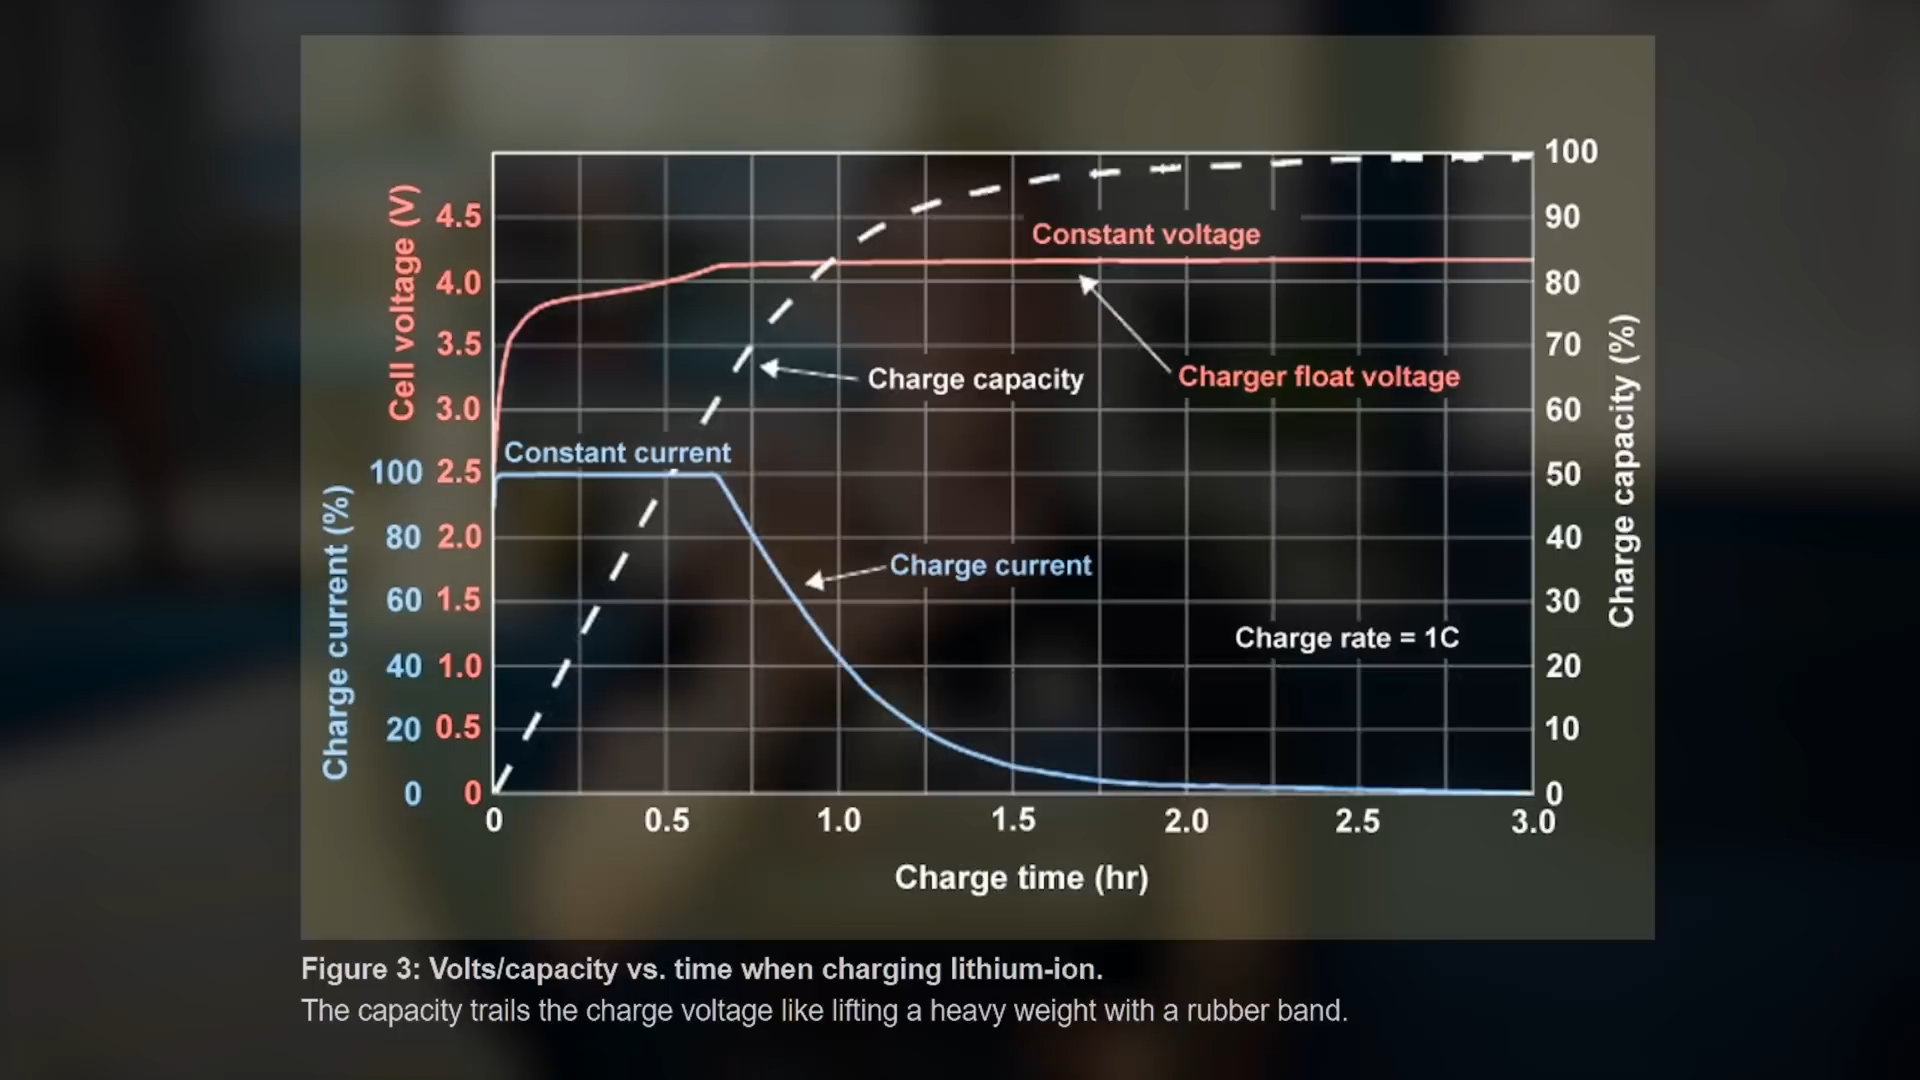 Cell voltage (V)
4.5
4.0
3.5
3.0
2.5
2.0
1.5
1.0
0.5
0
Charge current (%)
100
80
60
40
20
0
Constant voltage
Charge capacity
Charger float voltage
Constant current
Charge current
Charge rate = 1C
100
90
80
70
60
50
40
30
20
10
0
Charge capacity (%)
0 0.5 1.0 1.5 2.0 2.5 3.0
Charge time (hr)
Figure 3: Volts/capacity vs. time when charging lithium-ion.
The capacity trails the charge voltage like lifting a heavy weight with a rubber band.